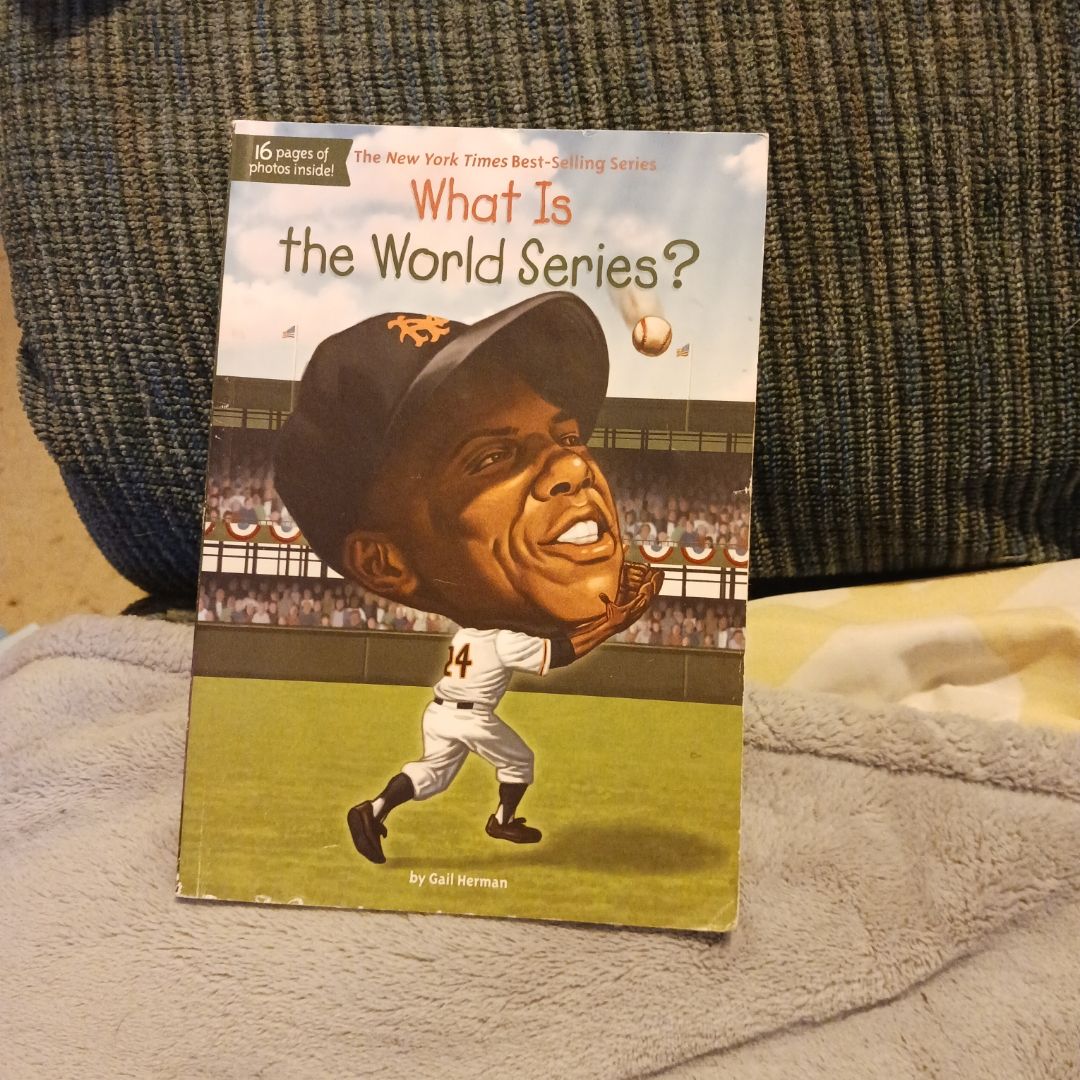 16 pages of
photos inside!
The New York Times Best-Selling Series
What Is
the World Series?
NY
24
by Gail Herman